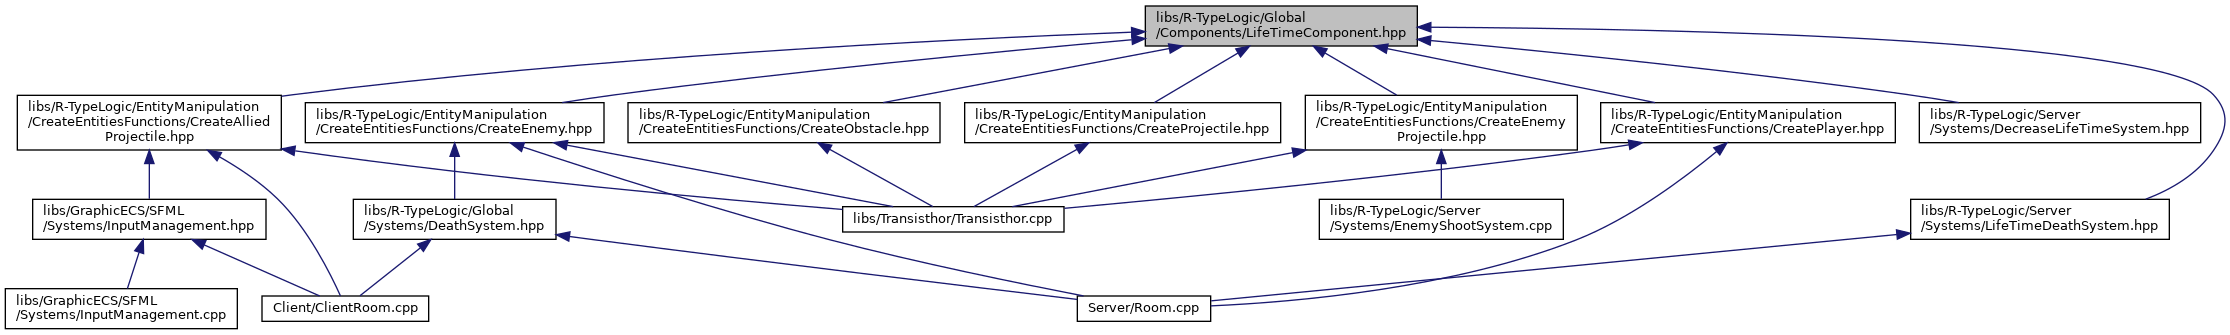 libs/R-TypeLogic/Global
/Components/LifeTimeComponent.hpp
libs/R-TypeLogic/EntityManipulation
/CreateEntitiesFunctions/CreateAllied
Projectile.hpp
libs/R-TypeLogic/EntityManipulation
/CreateEntitiesFunctions/CreateEnemy.hpp
libs/R-TypeLogic/EntityManipulation
/CreateEntitiesFunctions/CreateObstacle.hpp
libs/R-TypeLogic/EntityManipulation
/CreateEntitiesFunctions/CreateProjectile.hpp
libs/R-TypeLogic/EntityManipulation
/CreateEntitiesFunctions/CreateEnemy
Projectile.hpp
libs/R-TypeLogic/EntityManipulation
/CreateEntitiesFunctions/CreatePlayer.hpp
libs/R-TypeLogic/Server
/Systems/DecreaseLifeTimeSystem.hpp
libs/GraphicECS/SFML
/Systems/InputManagement.hpp
libs/R-TypeLogic/Global
/Systems/DeathSystem.hpp
libs/Transisthor/Transisthor.cpp
libs/R-TypeLogic/Server
/Systems/EnemyShootSystem.cpp
libs/R-TypeLogic/Server
/Systems/LifeTimeDeathSystem.hpp
libs/GraphicECS/SFML
/Systems/InputManagement.cpp
Client/ClientRoom.cpp
Server/Room.cpp